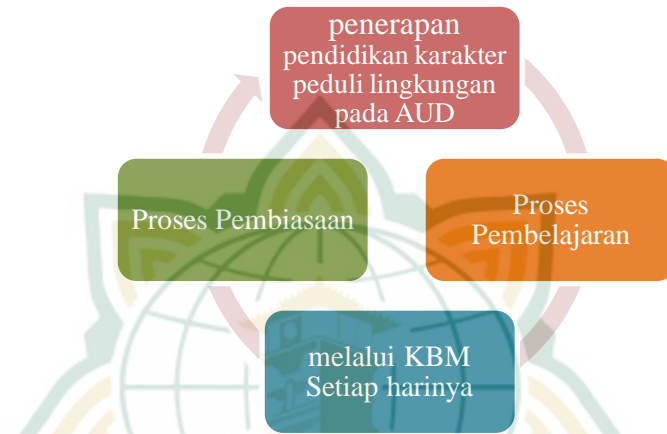 penerapan
pendidikan karakter
peduli lingkungan
pada AUD
Proses Pembiasaan
Proses
Pembelajaran
melalui KBM
Setiap harinya